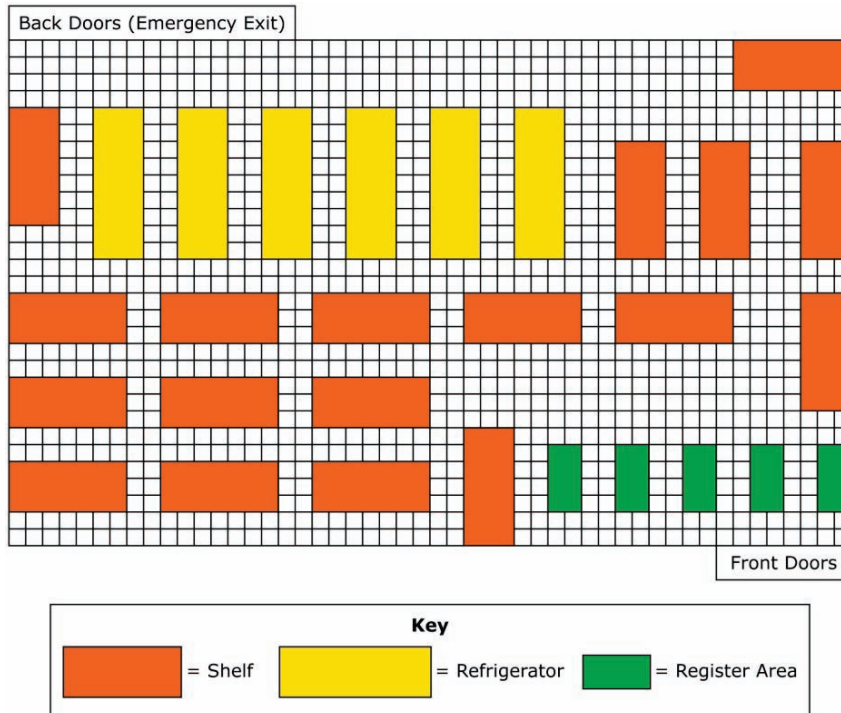 Back Doors (Emergency Exit)
Front Doors
Key
= Shelf
= Refrigerator
= Register Area